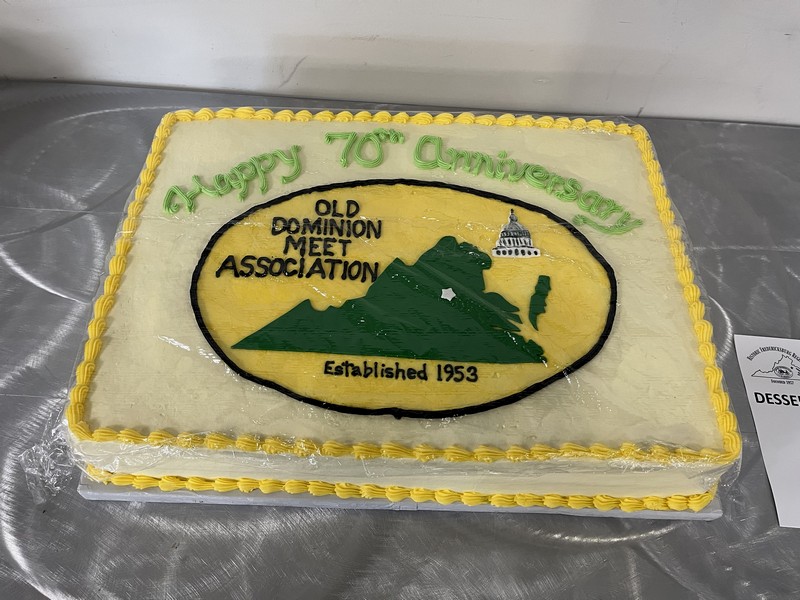 Happy 70th Anniversary
OLD
DOMINION
MEET
ASSOCIATION
Established 1953
DESSE